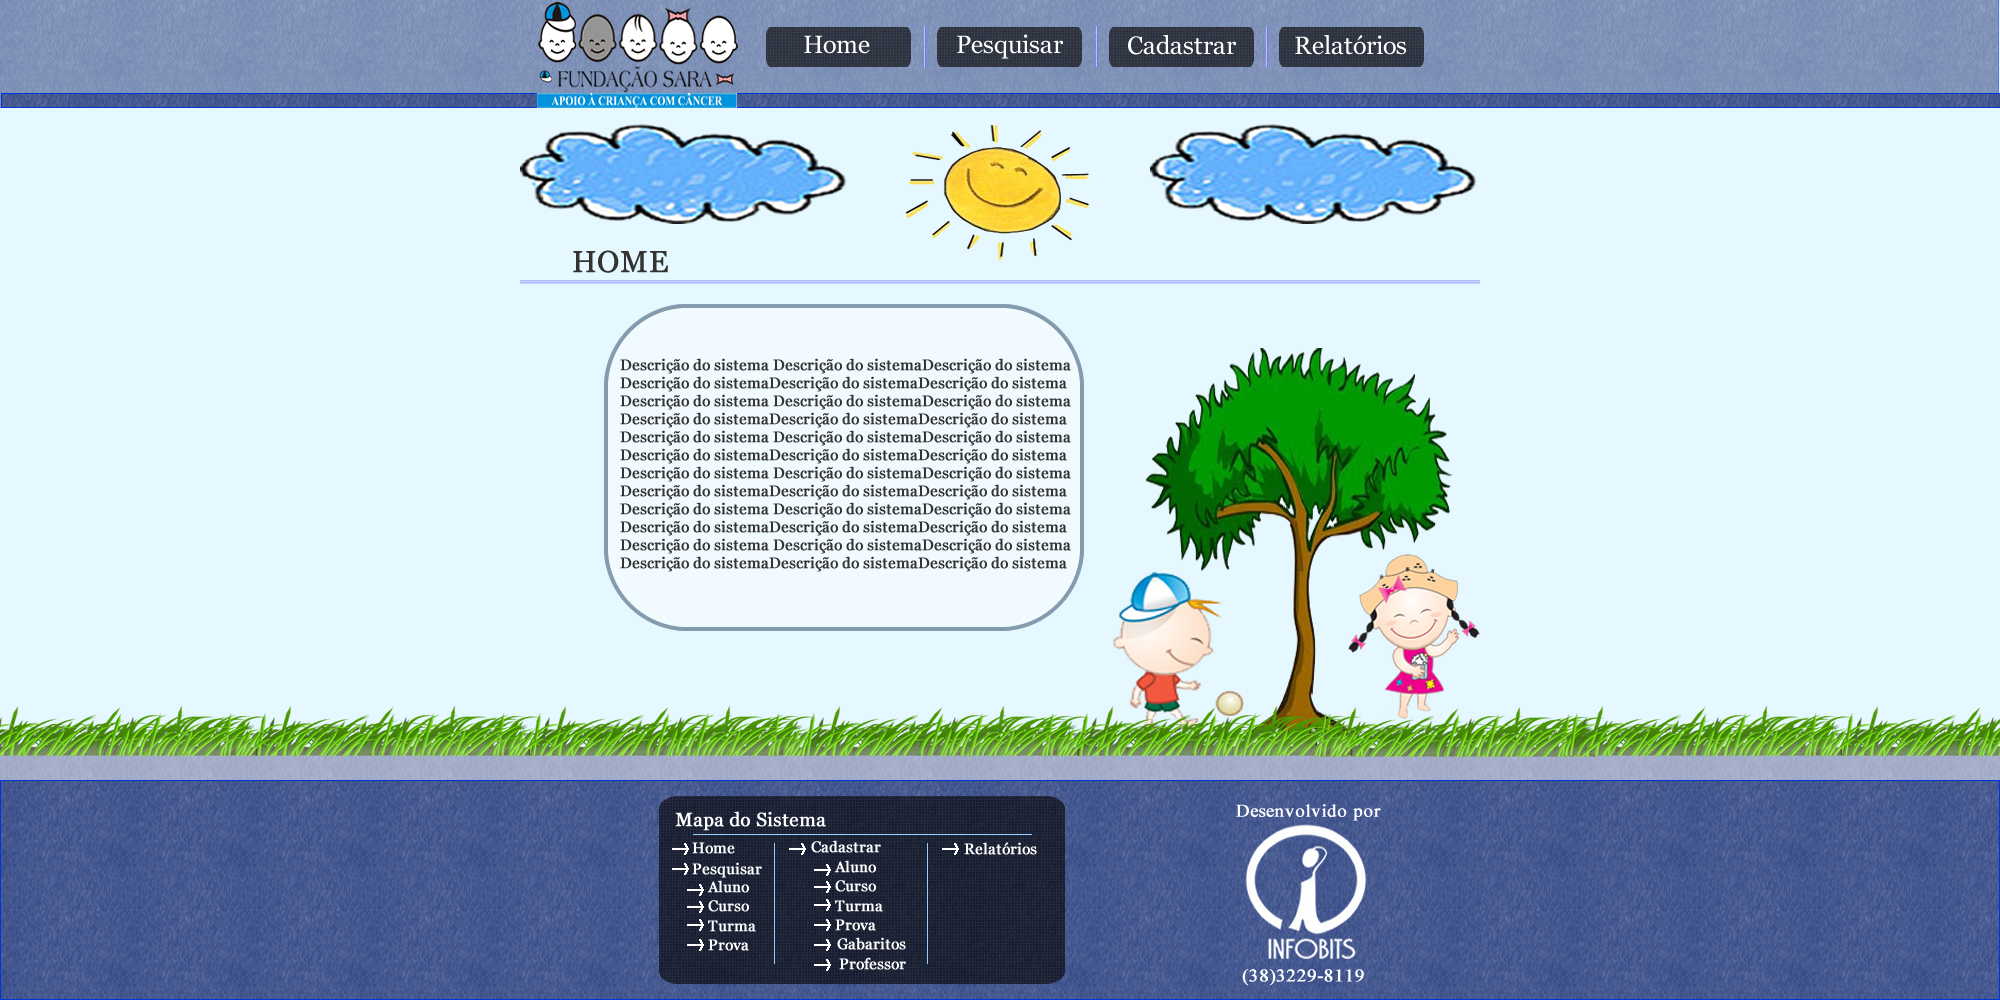 Home
Pesquisar
Cadastrar
Relatórios
FUNDAÇÃO SARA
APOIO À CRIANÇA COM CÂNCER
HOME
Descrição do sistema Descrição do sistemaDescrição do sistema
Descrição do sistemaDescrição do sistemaDescrição do sistema
Descrição do sistema Descrição do sistemaDescrição do sistema
Descrição do sistemaDescrição do sistemaDescrição do sistema
Descrição do sistema Descrição do sistemaDescrição do sistema
Descrição do sistemaDescrição do sistemaDescrição do sistema
Descrição do sistema Descrição do sistemaDescrição do sistema
Descrição do sistemaDescrição do sistemaDescrição do sistema
Descrição do sistema Descrição do sistemaDescrição do sistema
Descrição do sistemaDescrição do sistemaDescrição do sistema
Descrição do sistema Descrição do sistemaDescrição do sistema
Descrição do sistemaDescrição do sistemaDescrição do sistema
Mapa do Sistema
Home
Pesquisar
Aluno
Curso
Turma
Prova
Cadastrar
Aluno
Curso
Turma
Prova
Gabaritos
Professor
Relatórios
Desenvolvido por
INFOBITS
(38)3229-8119